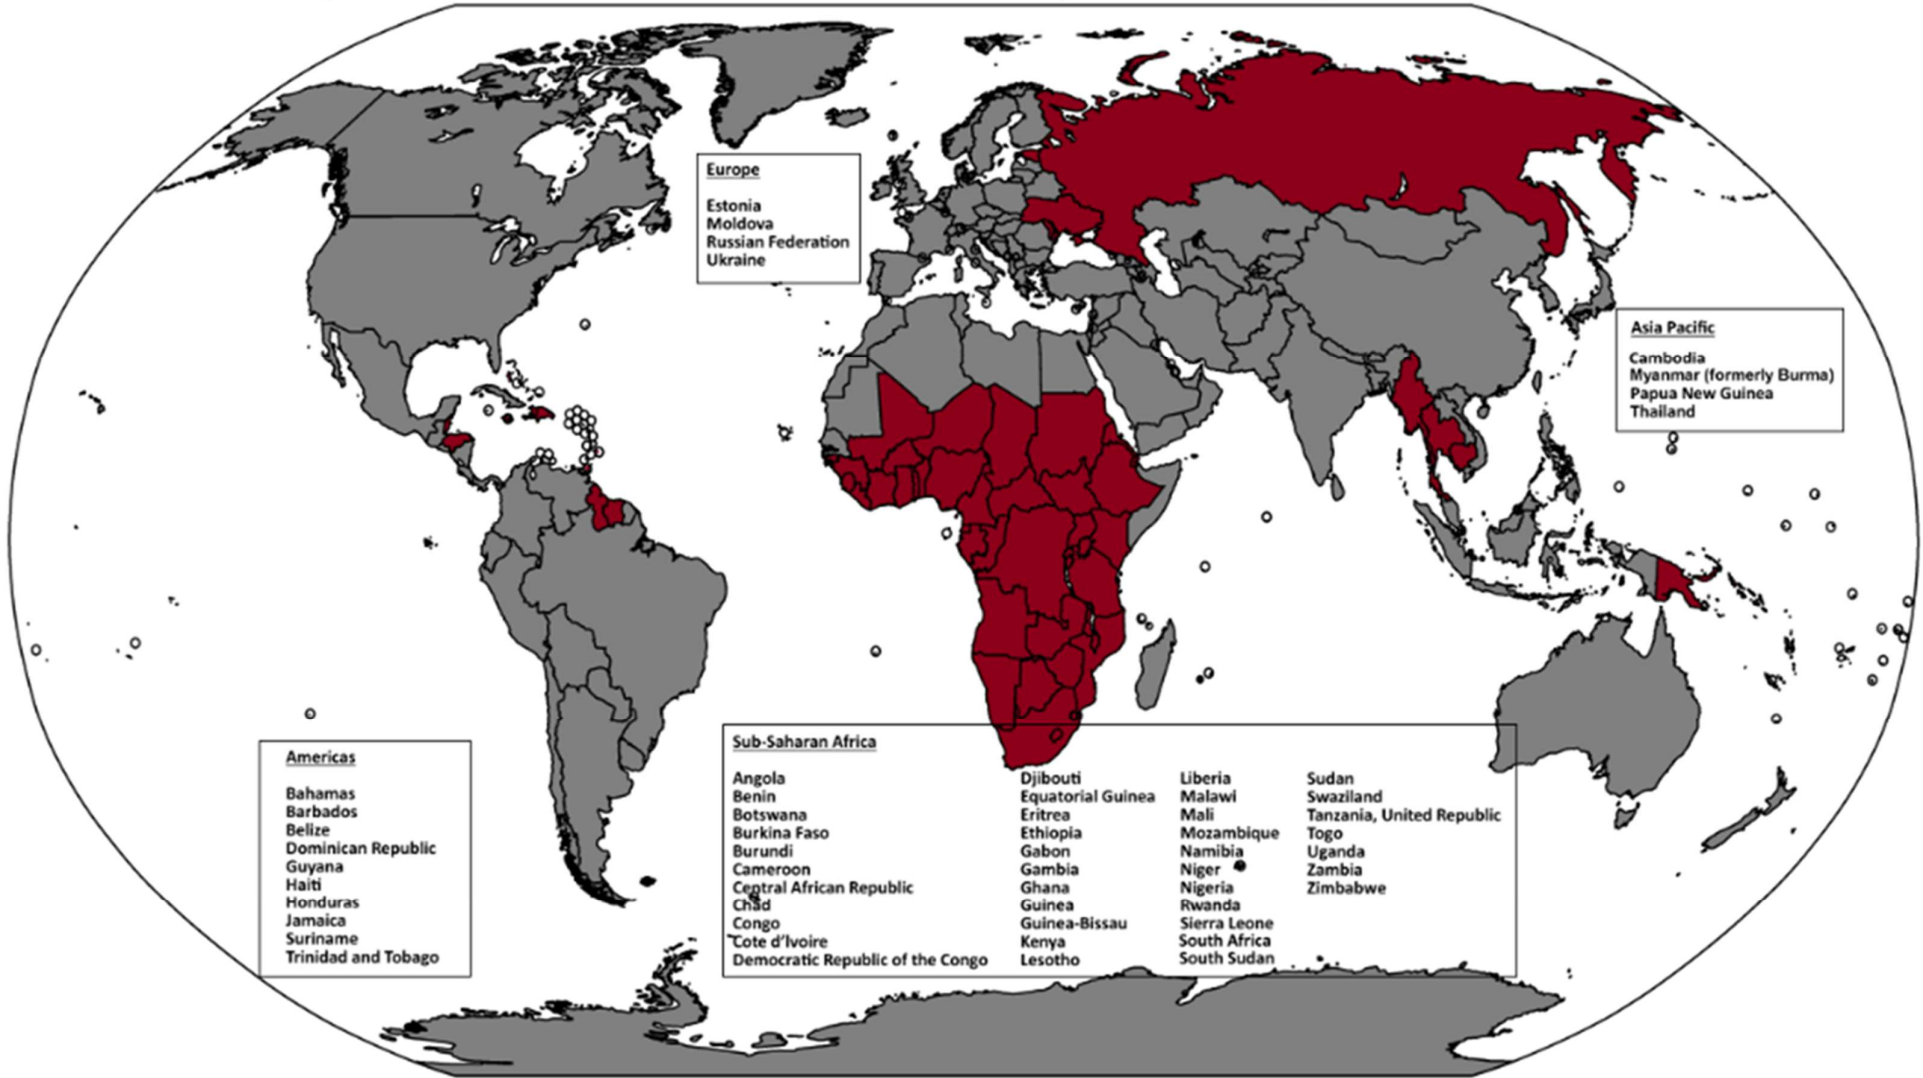 Europe
Estonia
Moldova
Russian Federation
Ukraine
Asia Pacific
Cambodia
Myanmar (formerly Burma)
Papua New Guinea
Thailand
Americas
Bahamas
Barbados
Belize
Dominican Republic
Guyana
Haiti
Honduras
Jamaica
Suriname
Trinidad and Tobago
Sub-Saharan Africa
Angola
Benin
Botswana
Burkina Faso
Burundi
Cameroon
Central African Republic
Chad
Congo
Cote d'Ivoire
Democratic Republic of the Congo
Djibouti
Equatorial Guinea
Eritrea
Ethiopia
Gabon
Gambia
Ghana
Guinea
Guinea-Bissau
Kenya
Lesotho
Liberia
Malawi
Mali
Mozambique
Namibia
Niger
Nigeria
Rwanda
Sierra Leone
South Africa
South Sudan
Sudan
Swaziland
Tanzania, United Republic
Togo
Uganda
Zambia
Zimbabwe